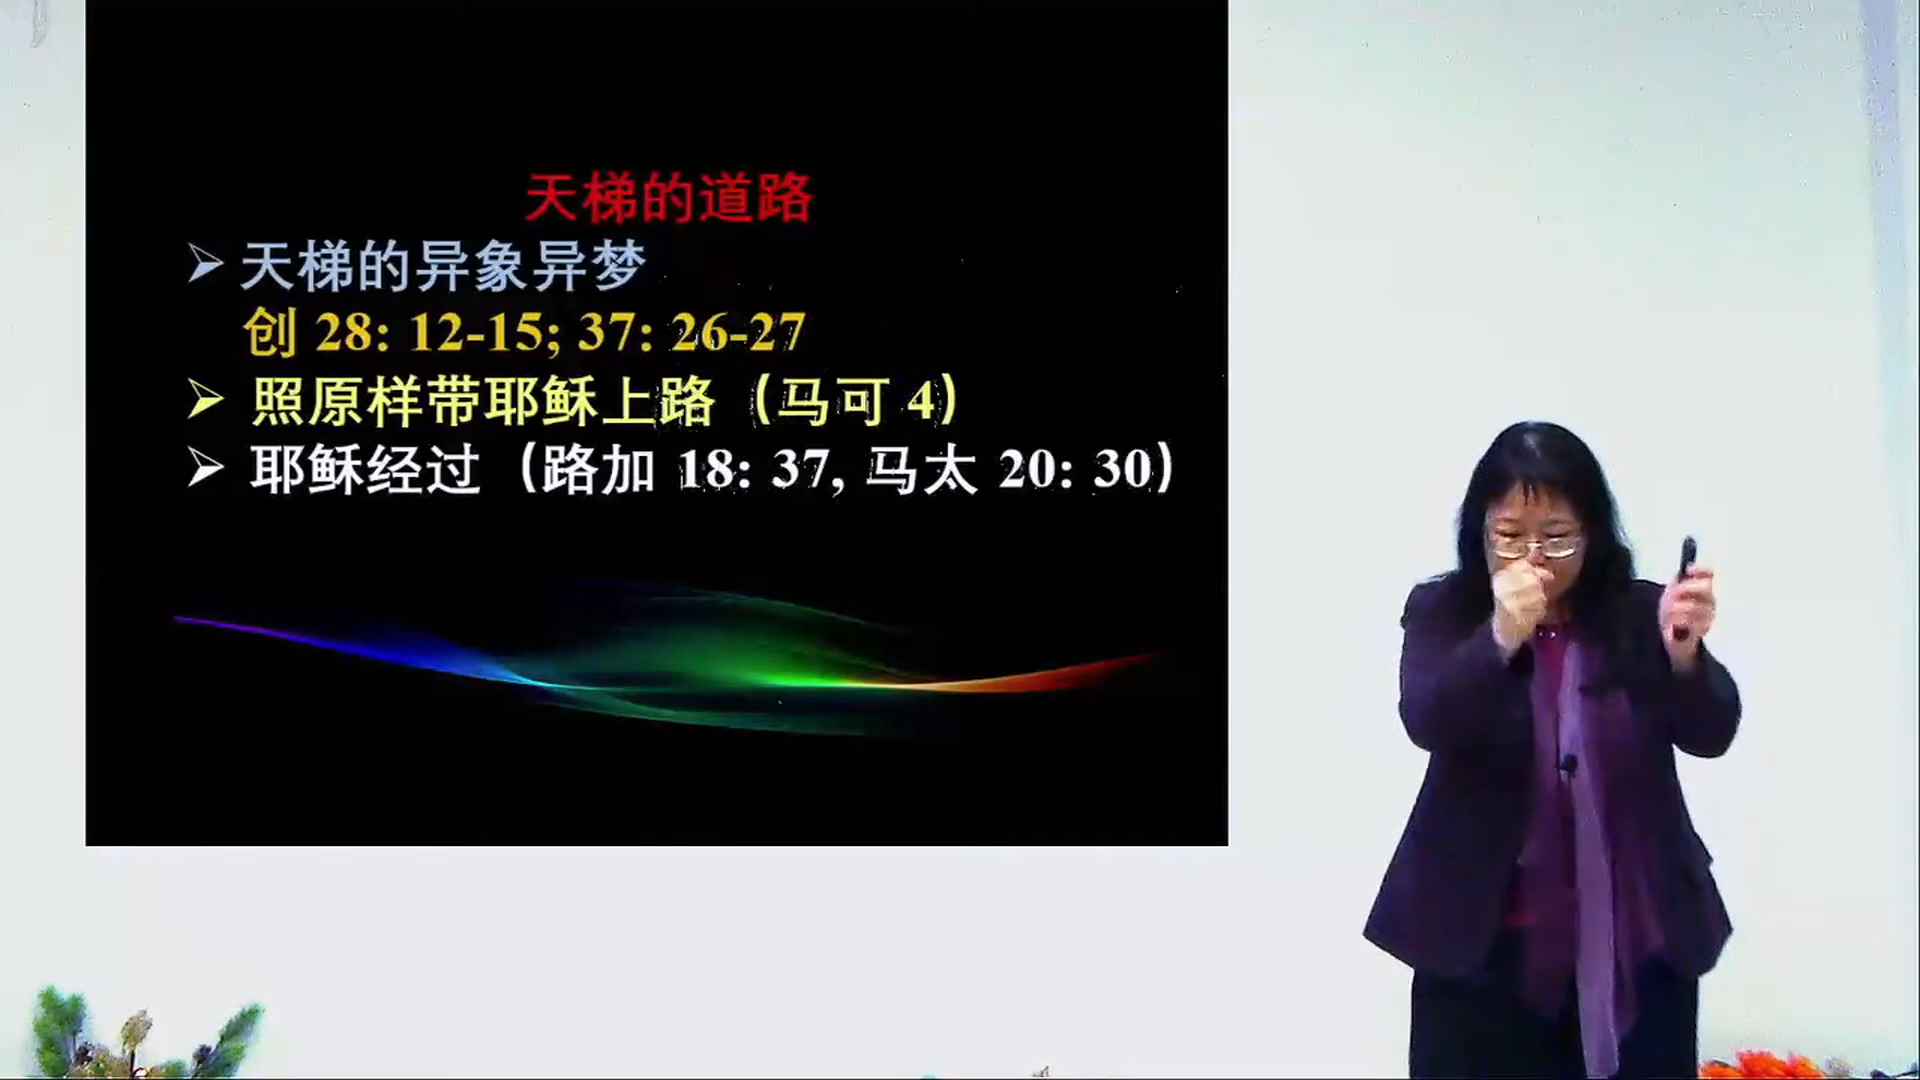 天梯的道路
天梯的异象异梦
创 28: 12-15; 37: 26-27
照原样带耶稣上路（马可 4）
耶稣经过（路加 18: 37, 马太 20: 30）